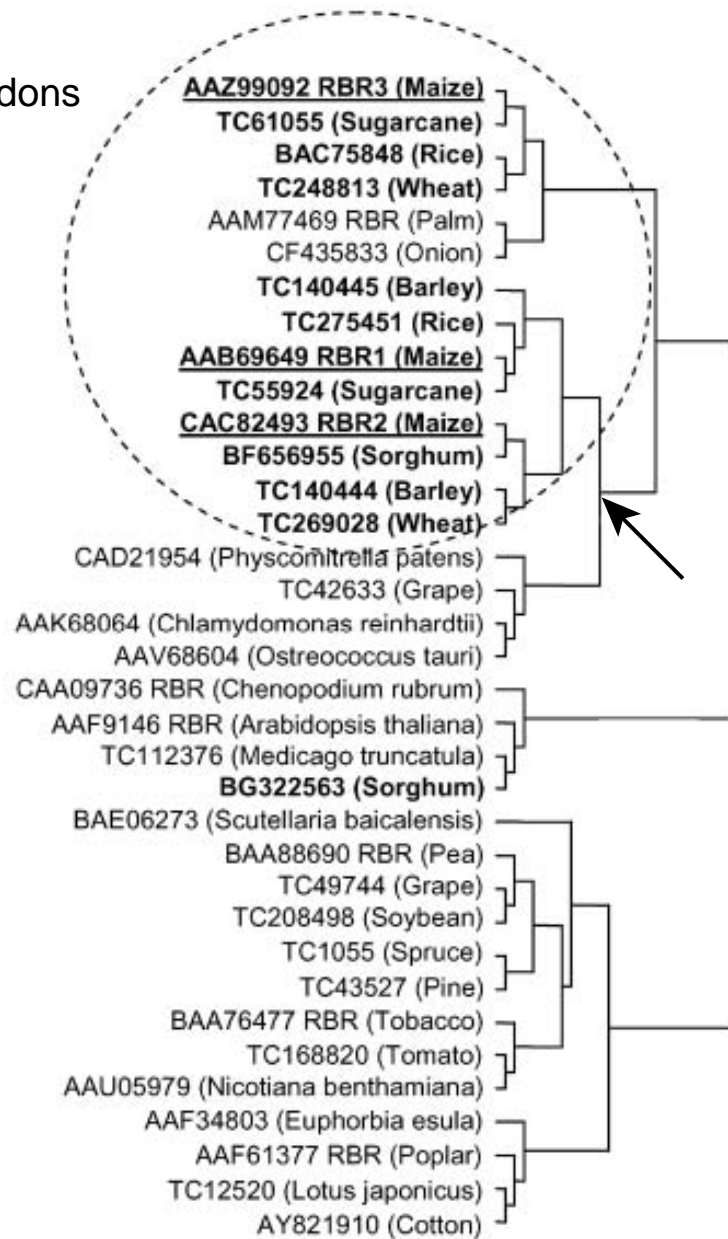 dons
AAZ99092 RBR3 (Maize)
TC61055 (Sugarcane)
BAC75848 (Rice)
TC248813 (Wheat)
AAM77469 RBR (Palm)
CF435833 (Onion)
TC140445 (Barley)
TC275451 (Rice)
AAB69649 RBR1 (Maize)
TC55924 (Sugarcane)
CAC82493 RBR2 (Maize)
BF656955 (Sorghum)
TC140444 (Barley)
TC269028 (Wheat)
CAD21954 (Physcomitrella patens)
TC42633 (Grape)
AAK68064 (Chlamydomonas reinhardtii)
AAV68604 (Ostreococcus tauri)
CAA09736 RBR (Chenopodium rubrum)
AAF9146 RBR (Arabidopsis thaliana)
TC112376 (Medicago truncatula)
BG322563 (Sorghum)
BAE06273 (Scutellaria baicalensis)
BAA88690 RBR (Pea)
TC49744 (Grape)
TC208498 (Soybean)
TC1055 (Spruce)
TC43527 (Pine)
BAA76477 RBR (Tobacco)
TC168820 (Tomato)
AAU05979 (Nicotiana benthamiana)
AAF34803 (Euphorbia esula)
AAF61377 RBR (Poplar)
TC12520 (Lotus japonicus)
AY821910 (Cotton)